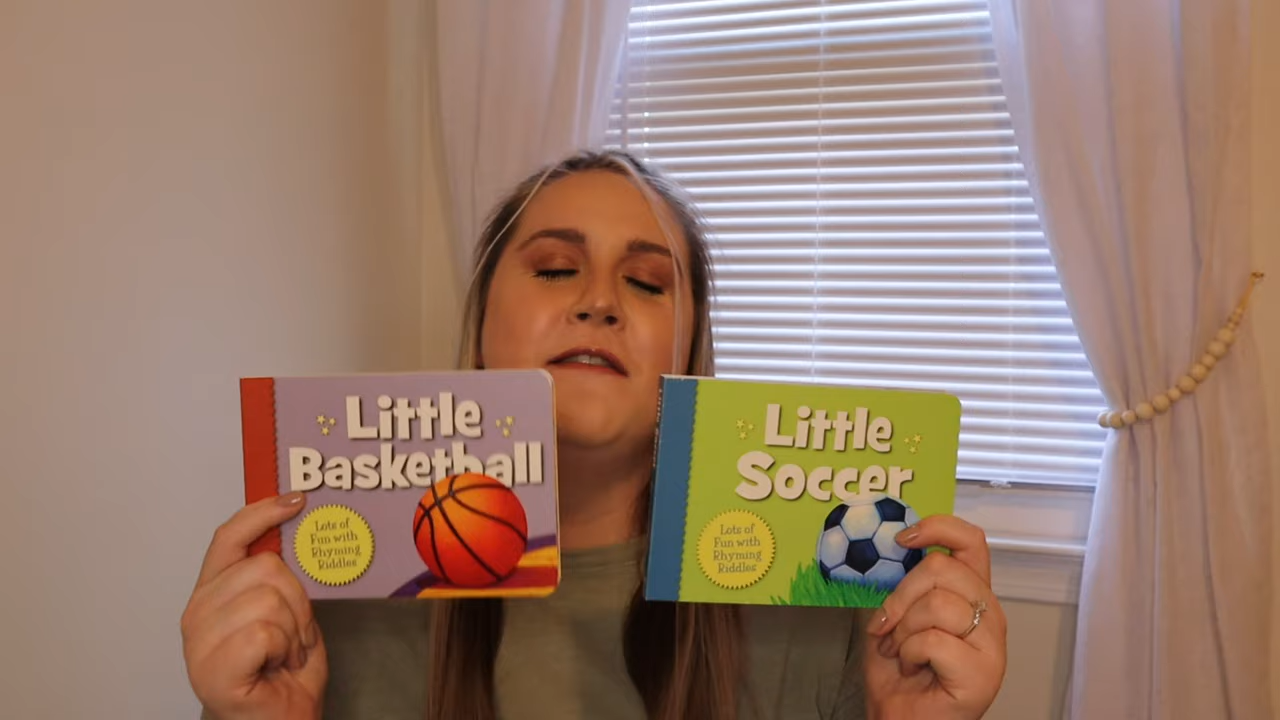 Little
Basketball
Lots of
Fun with
Rhyming
Riddles
Little
Soccer
Lots of
Fun with
Rhyming
Riddles